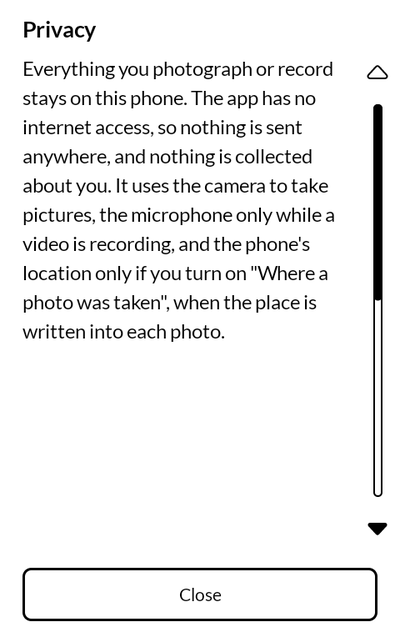 Privacy
Everything you photograph or record
stays on this phone. The app has no
internet access, so nothing is sent
anywhere, and nothing is collected
about you. It uses the camera to take
pictures, the microphone only while a
video is recording, and the phone's
location only if you turn on "Where a
photo was taken", when the place is
written into each photo.
Close